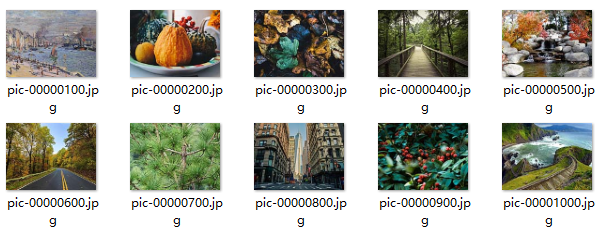 pic-00000100.jp
g
pic-00000200.jp
g
pic-00000300.jp
g
pic-00000400.jp
g
pic-00000500.jp
g
pic-00000600.jp
g
pic-00000700.jp
g
pic-00000800.jp
g
pic-00000900.jp
g
pic-00001000.jp
g